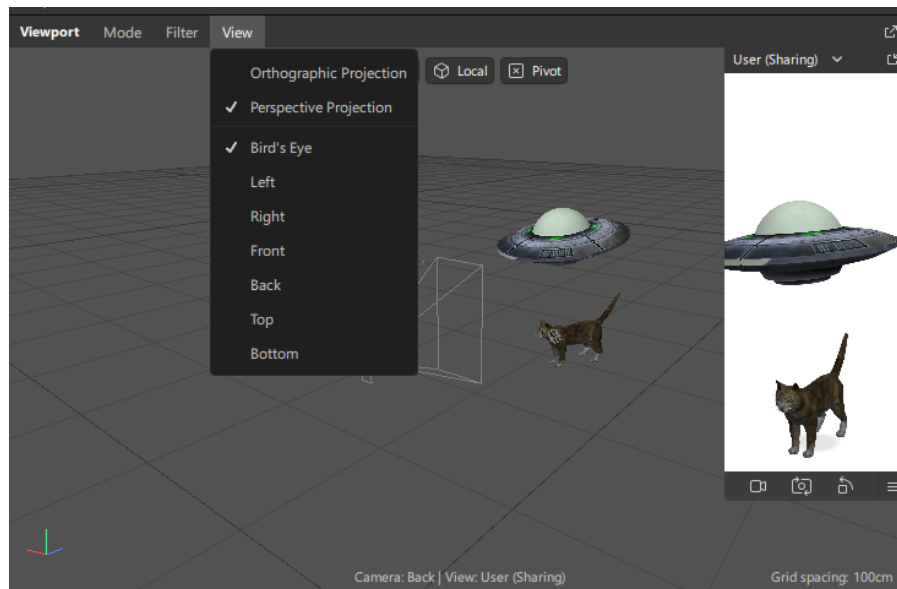 Viewport Mode Filter View
User (Sharing)
Orthographic Projection
Local Pivot
Perspective Projection
Bird's Eye
Left
Right
Front
Back
Top
Bottom
Camera: Back | View: User (Sharing)
Grid spacing: 100cm